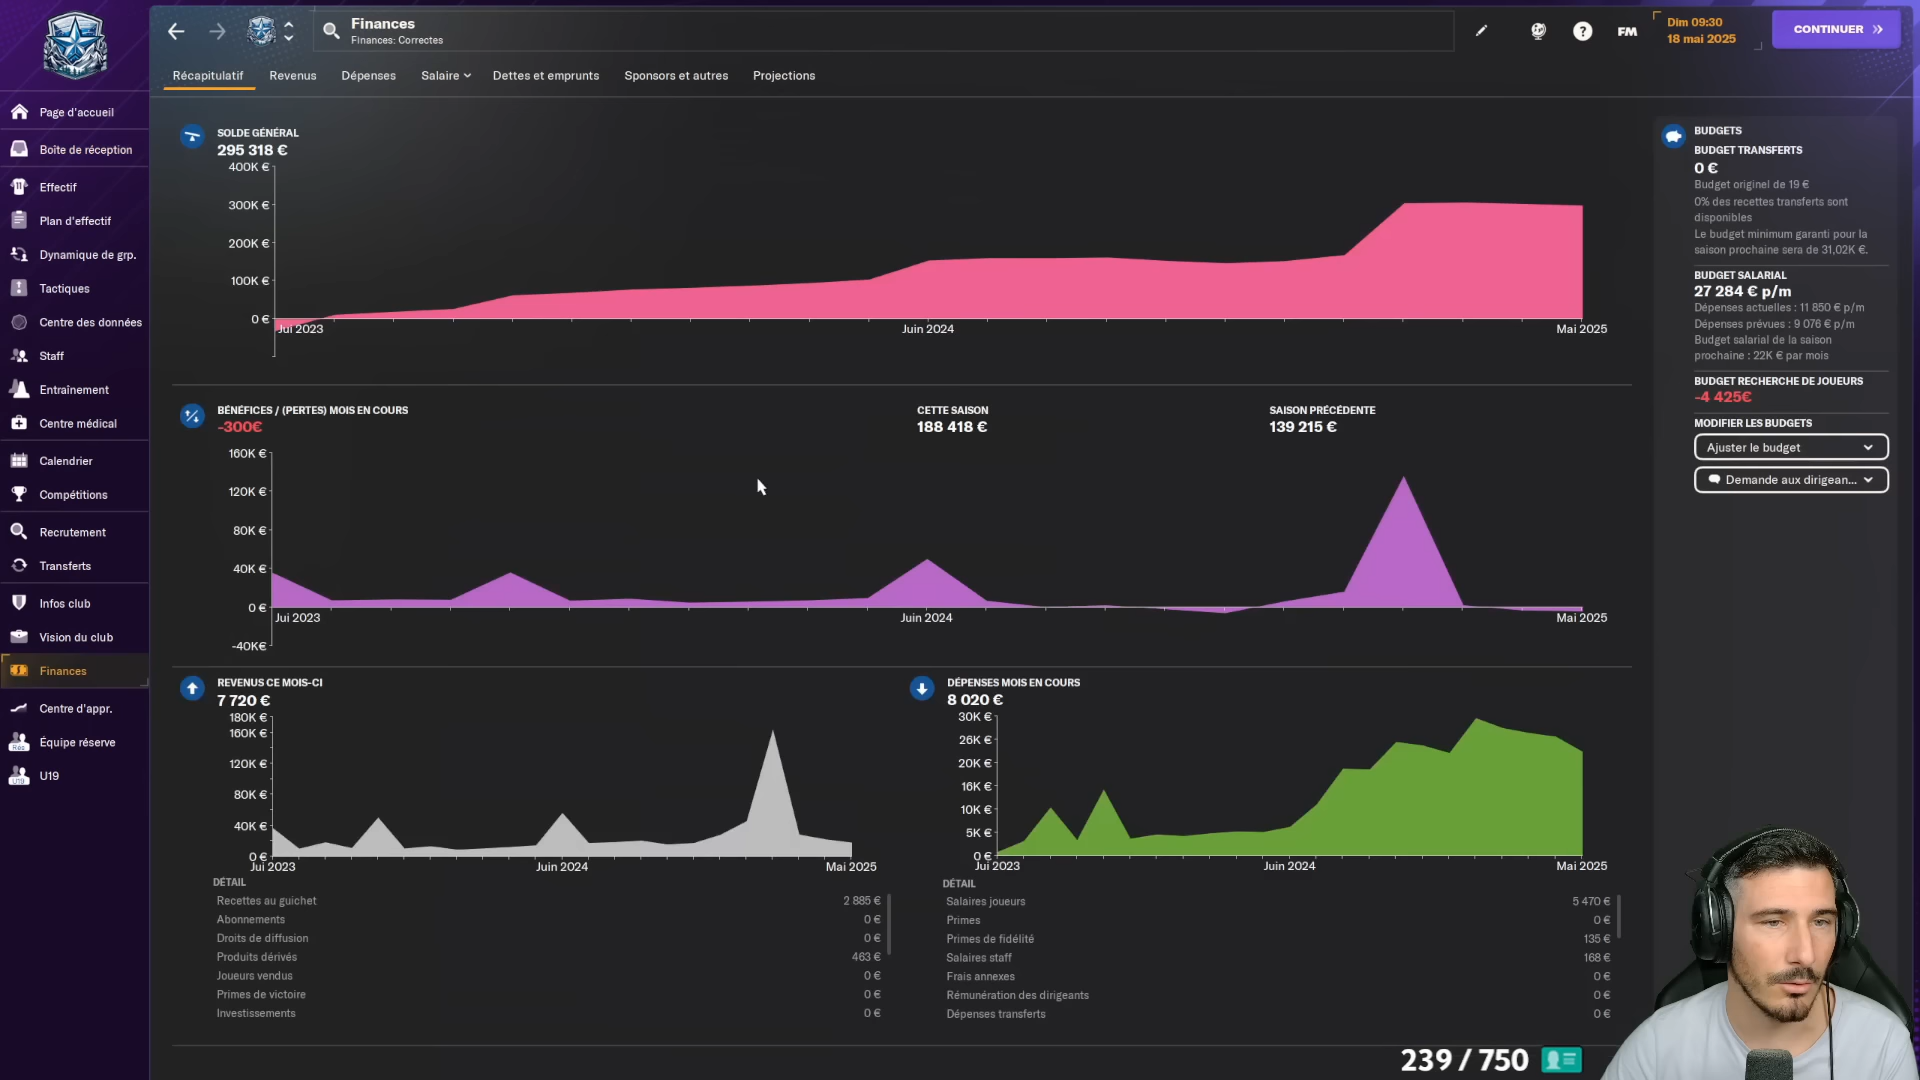 Finances
Finances: Correctes
FM
Dim 09:30
18 mai 2025
CONTINUER
Récapitulatif
Revenus
Dépenses
Salaire
Dettes et emprunts
Sponsors et autres
Projections
Page d'accueil
Boîte de réception
Effectif
Plan d'effectif
Dynamique de grp.
Tactiques
Centre des données
Staff
Entraînement
Centre médical
Calendrier
Compétitions
Recrutement
Transferts
Infos club
Vision du club
Finances
Centre d'appr.
Équipe réserve
U19
SOLDE GÉNÉRAL
295 318 €
400K €
300K €
200K €
100K €
0 €
Jul 2023
Juin 2024
Mai 2025
BÉNÉFICES / (PERTES) MOIS EN COURS
-300€
CETTE SAISON
188 418 €
SAISON PRÉCÉDENTE
139 215 €
160K €
120K €
80K €
40K €
0 €
-40K €
Jui 2023
Juin 2024
Mai 2025
REVENUS CE MOIS-CI
7 720 €
180K €
160K €
120K €
80K €
40K €
0 €
Jui 2023
Juin 2024
Mai 2025
DÉTAIL
Recettes au guichet 2 885 €
Abonnements 0 €
Droits de diffusion 0 €
Produits dérivés 463 €
Joueurs vendus 0 €
Primes de victoire 0 €
Investissements 0 €
DÉPENSES MOIS EN COURS
8 020 €
30K €
26K €
20K €
16K €
10K €
5K €
0 €
Jui 2023
Juin 2024
Mai 2025
DÉTAIL
Salaires joueurs 5 470 €
Primes 0 €
Primes de fidélité 135 €
Salaires staff 168 €
Frais annexes 0 €
Rémunération des dirigeants 0 €
Dépenses transferts 0 €
BUDGETS
BUDGET TRANSFERTS
0 €
Budget originel de 19 €
0% des recettes transferts sont
disponibles
Le budget minimum garanti pour la
saison prochaine sera de 31,02K €.
BUDGET SALARIAL
27 284 € p/m
Dépenses actuelles : 11 850 € p/m
Dépenses prévues : 9 076 € p/m
Budget salarial de la saison
prochaine : 22K € par mois
BUDGET RECHERCHE DE JOUEURS
-4 425€
MODIFIER LES BUDGETS
Ajuster le budget
Demande aux dirigean...
239 / 750